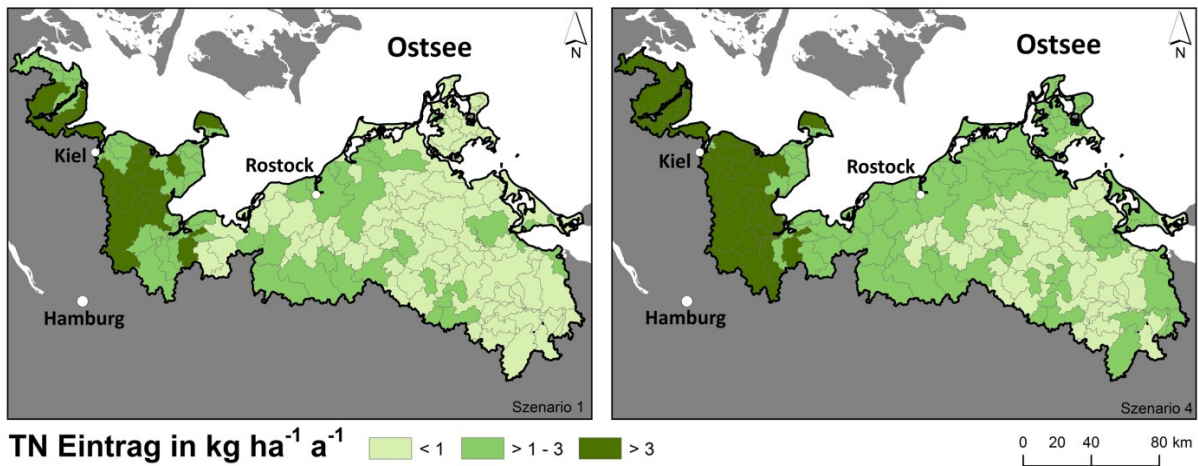 Ostsee
N
Kiel
Rostock
Hamburg
Szenario 1
Ostsee
N
Kiel
Rostock
Hamburg
Szenario 4
TN Eintrag in kg ha⁻¹ a⁻¹ < 1 > 1 - 3 > 3
0 20 40 80 km